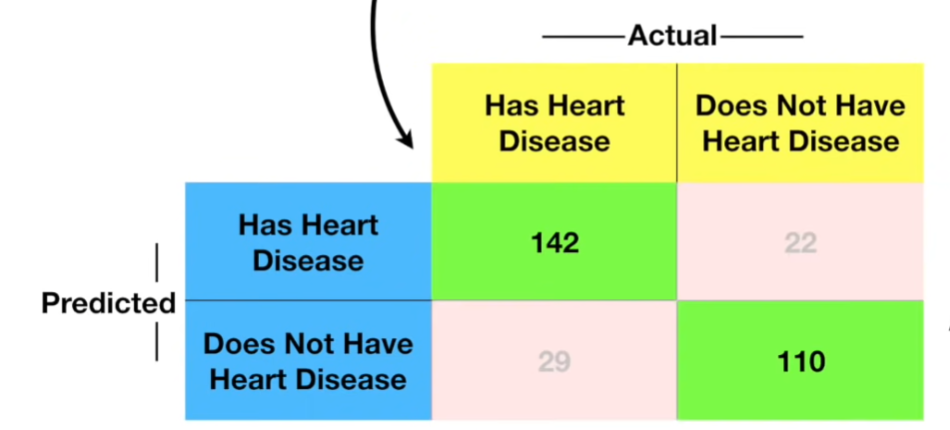 Actual
Has Heart
Disease
Does Not Have
Heart Disease
Has Heart
Disease
142
22
Predicted
Does Not Have
Heart Disease
29
110